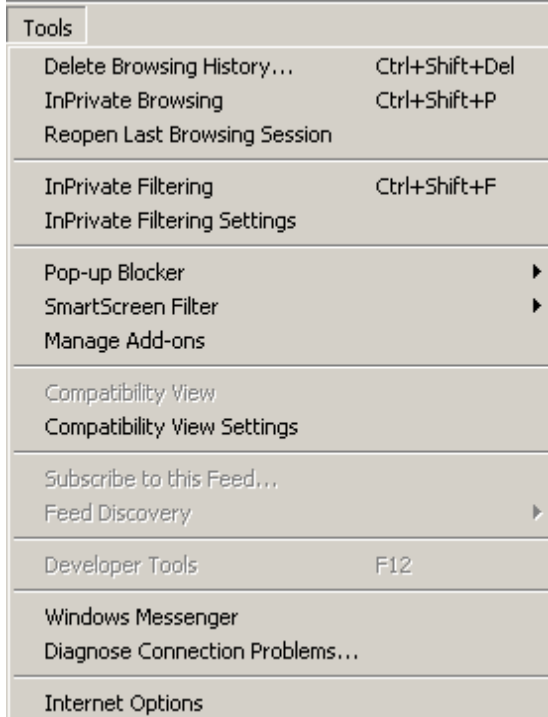 Tools
Delete Browsing History... Ctrl+Shift+Del
InPrivate Browsing Ctrl+Shift+P
Reopen Last Browsing Session
InPrivate Filtering Ctrl+Shift+F
InPrivate Filtering Settings
Pop-up Blocker
SmartScreen Filter
Manage Add-ons
Compatibility View
Compatibility View Settings
Subscribe to this Feed...
Feed Discovery
Developer Tools F12
Windows Messenger
Diagnose Connection Problems...
Internet Options